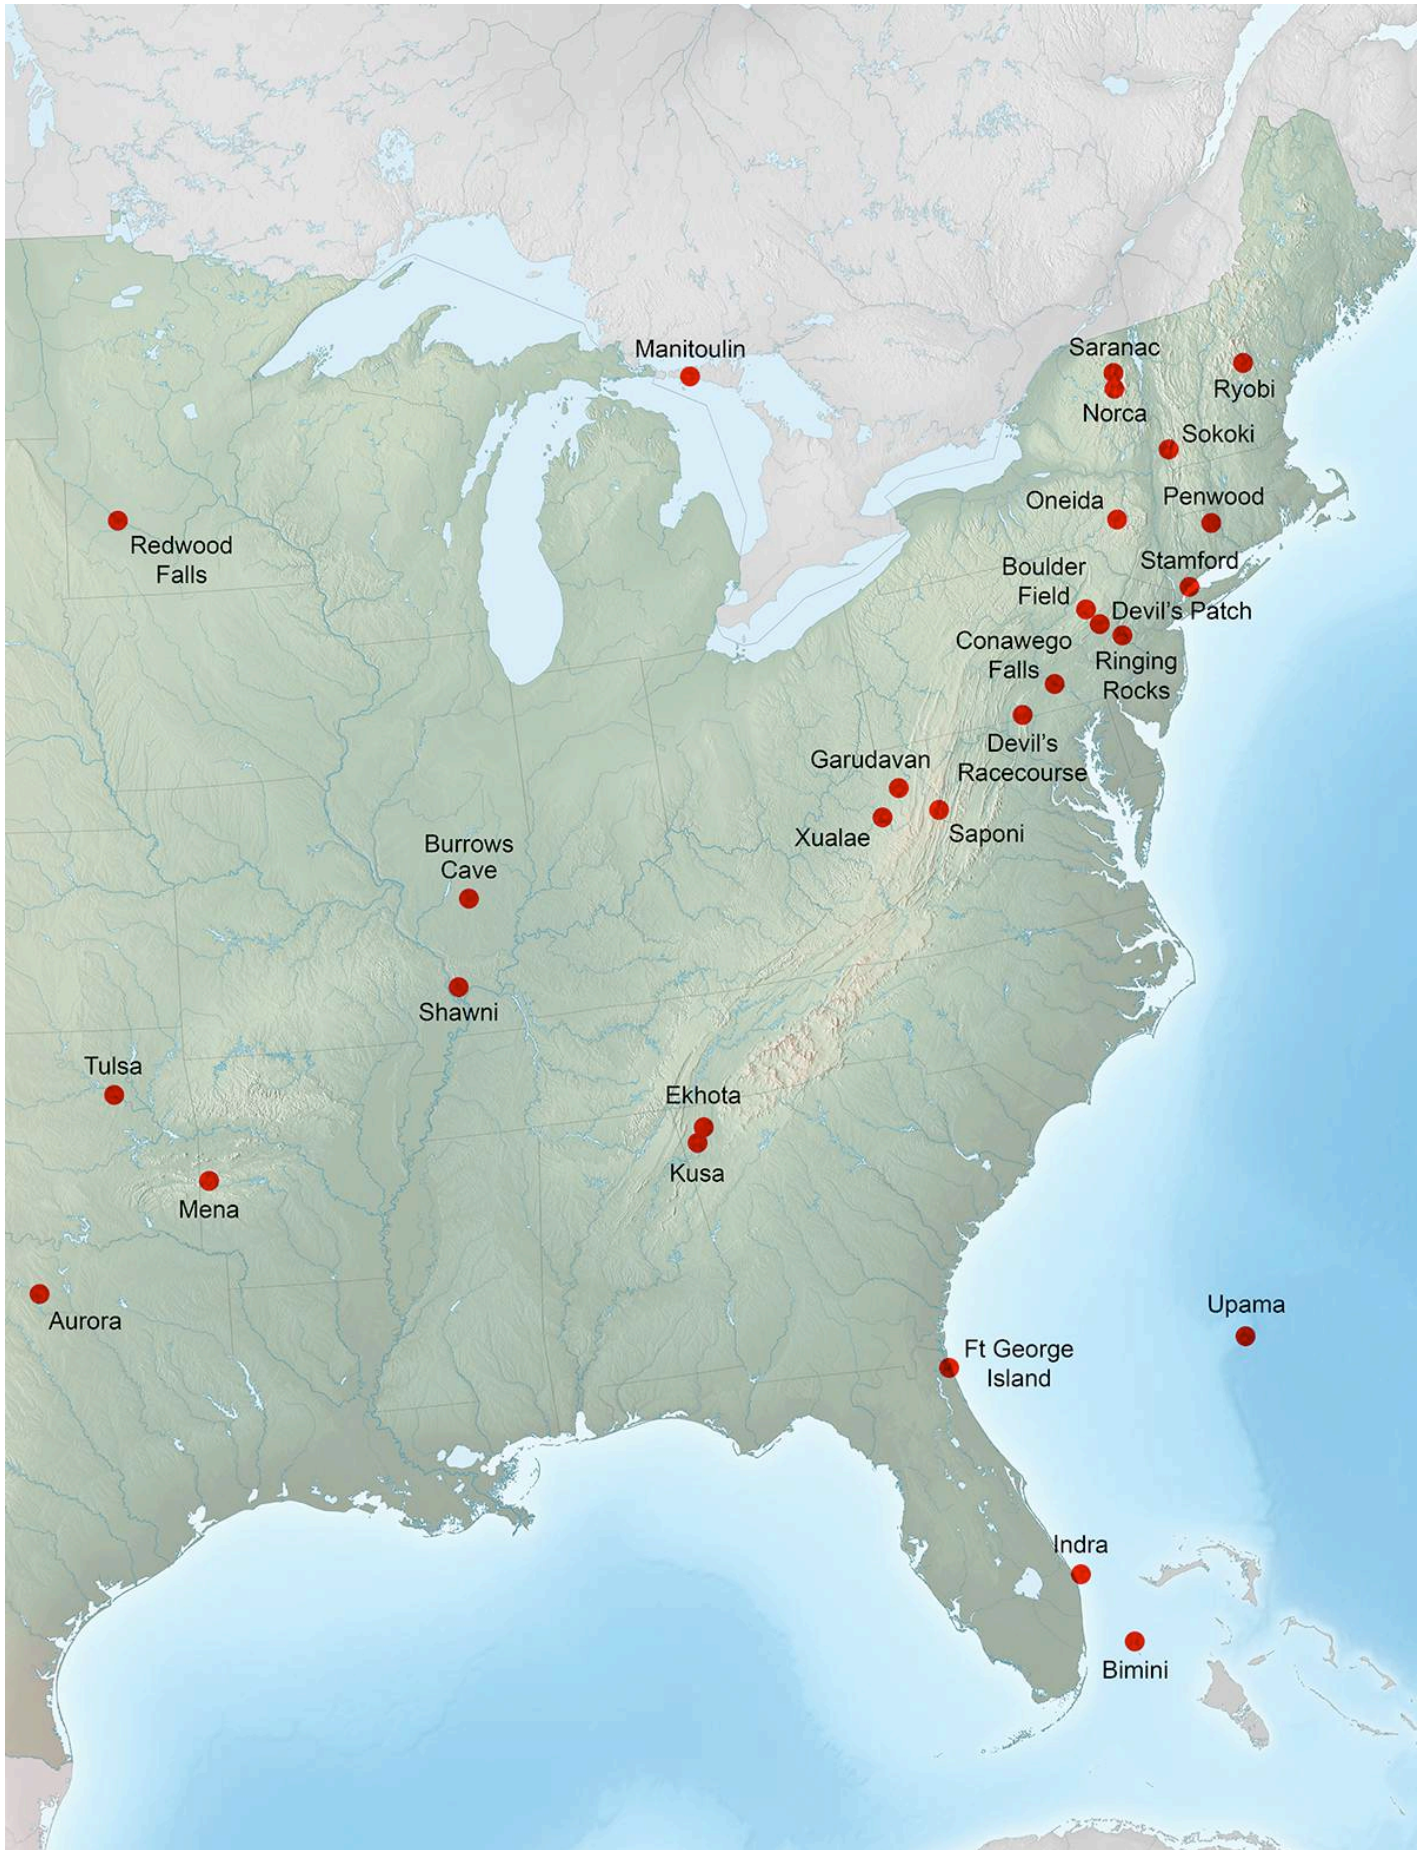 Manitoulin
Saranac
Ryobi
Norca
Sokoki
Oneida
Penwood
Redwood
Falls
Stamford
Boulder
Field
Devil's Patch
Conawego
Falls
Ringing
Rocks
Devil's
Racecourse
Garudavan
Xualae
Saponi
Burrows
Cave
Shawni
Tulsa
Ekhota
Kusa
Mena
Aurora
Upama
Ft George
Island
Indra
Bimini